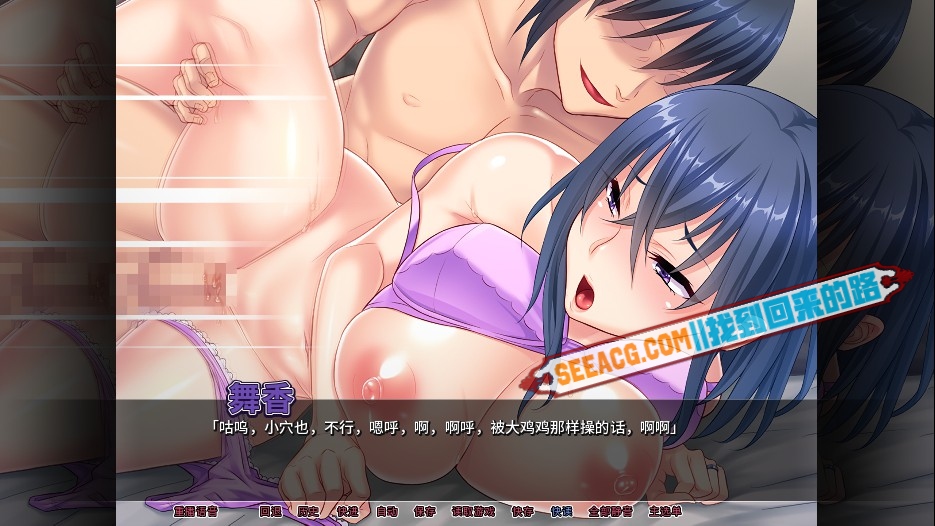 SEEACG.COM||找到回来的路
舞香
「咕呜，小穴也，不行，嗯呼，啊，啊呼，被大鸡鸡那样操的话，啊啊」
重播语音 回退 历史 快进 自动 保存 读取游戏 快存 快读 全部静音 主选单